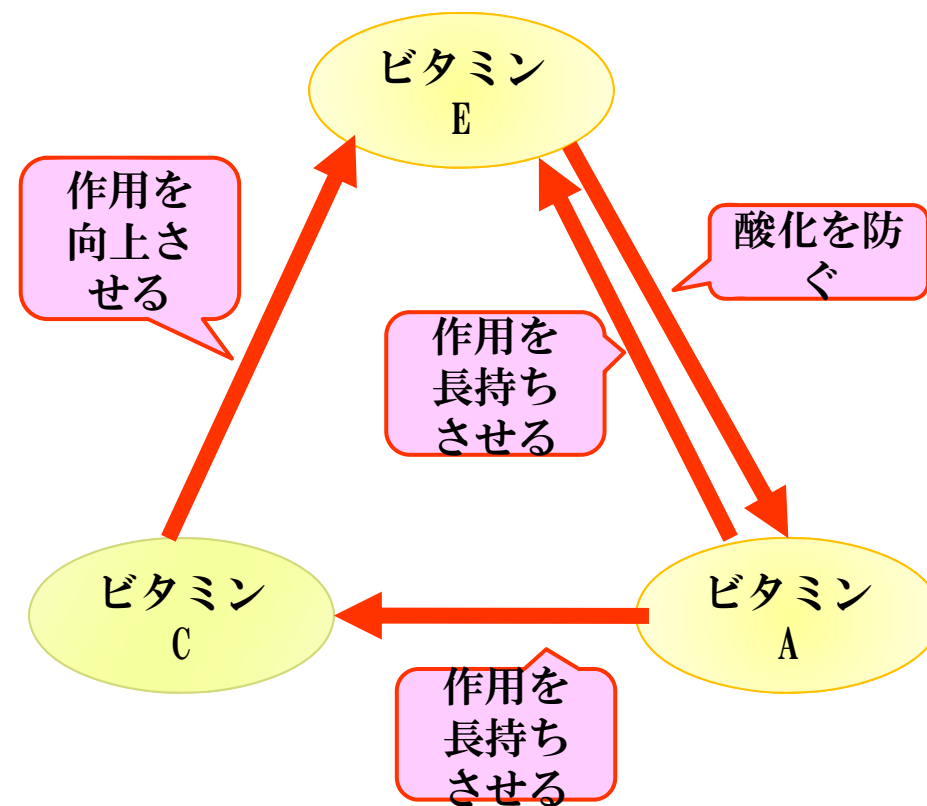 ビタミン
E
作用を
向上さ
せる
酸化を防
ぐ
作用を
長持ち
させる
ビタミン
C
ビタミン
A
作用を
長持ち
させる